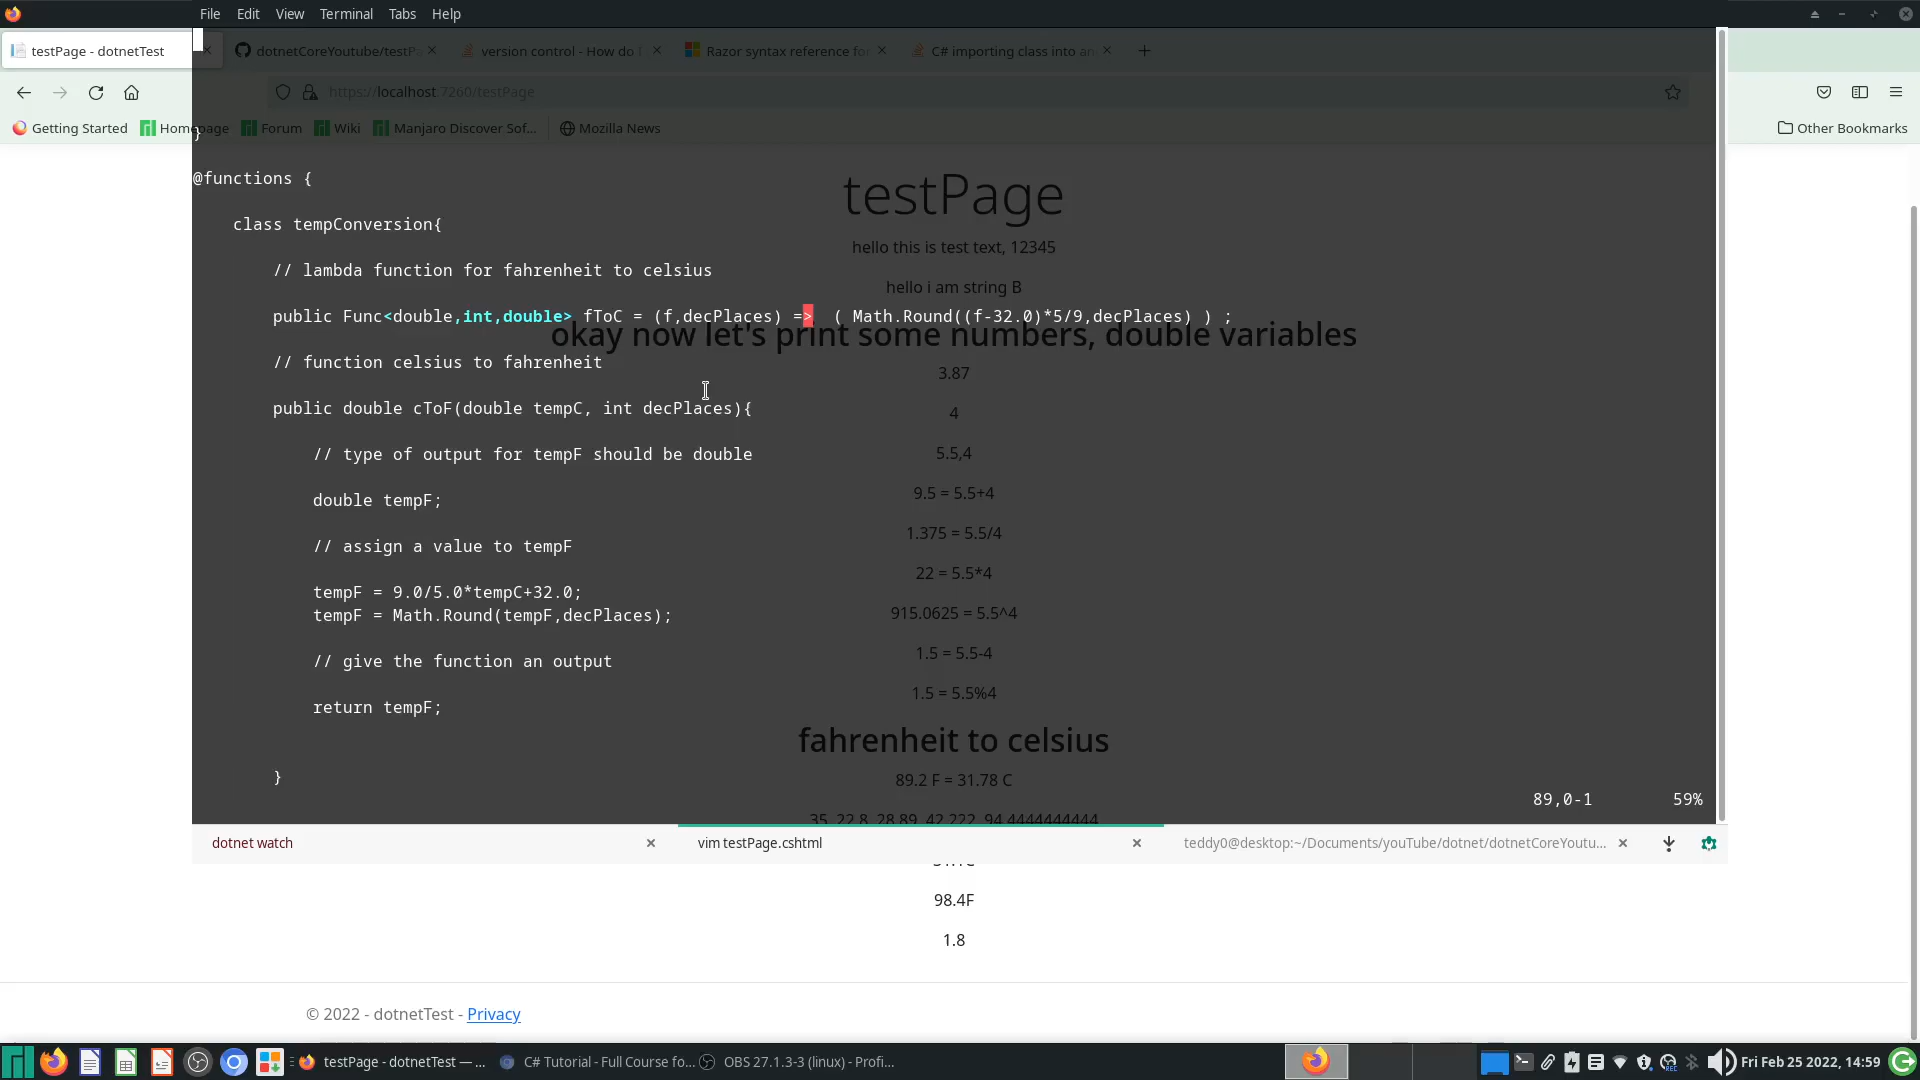 File Edit View Terminal Tabs Help
testPage - dotnetTest
dotnetCoreYoutube/testP
version control - How do I
Razor syntax reference fo
C# importing class into an
https://localhost:7260/testPage
Getting Started Homepage Forum Wiki Manjaro Discover Sof... Mozilla News Other Bookmarks
}
@functions {
testPage
class tempConversion{
hello this is test text, 12345
// lambda function for fahrenheit to celsius
hello i am string B
public Func<double,int,double> fToC = (f,decPlaces) => ( Math.Round((f-32.0)*5/9,decPlaces) ) ;
okay now let's print some numbers, double variables
// function celsius to fahrenheit
3.87
public double cToF(double tempC, int decPlaces){
4
// type of output for tempF should be double
5.5,4
double tempF;
9.5 = 5.5+4
1.375 = 5.5/4
// assign a value to tempF
22 = 5.5*4
tempF = 9.0/5.0*tempC+32.0;
tempF = Math.Round(tempF,decPlaces);
915.0625 = 5.5^4
// give the function an output
1.5 = 5.5-4
return tempF;
1.5 = 5.5%4
fahrenheit to celsius
}
89.2 F = 31.78 C
89,0-1 59%
35, 22.8, 28.89, 42.222, 94.4444444444
dotnet watch
vim testPage.cshtml
teddy0@desktop:~/Documents/youTube/dotnet/dotnetCoreYoutu...
98.4F
1.8
© 2022 - dotnetTest - Privacy
testPage - dotnetTest — ...
C# Tutorial - Full Course fo...
OBS 27.1.3-3 (linux) - Profi...
Fri Feb 25 2022, 14:59